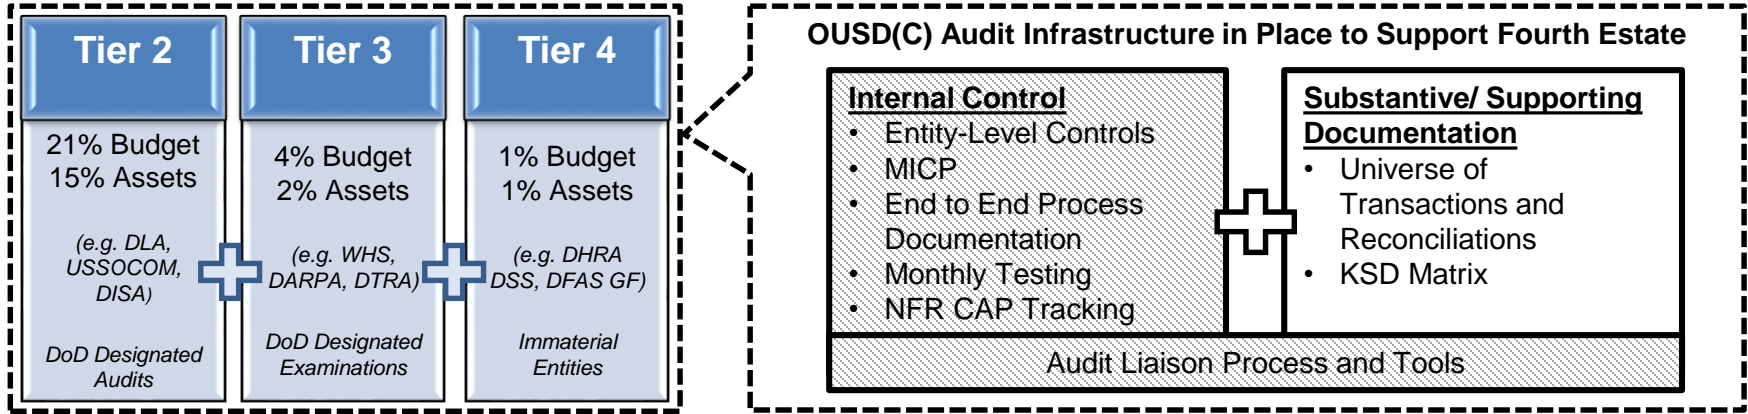 Tier 2
21% Budget
15% Assets
(e.g. DLA,
USSOCOM,
DISA)
DoD Designated
Audits
Tier 3
4% Budget
2% Assets
(e.g. WHS,
DARPA, DTRA)
DoD Designated
Examinations
Tier 4
1% Budget
1% Assets
(e.g. DHRA
DSS, DFAS GF)
Immaterial
Entities
OUSD(C) Audit Infrastructure in Place to Support Fourth Estate
Internal Control
• Entity-Level Controls
• MICP
• End to End Process
Documentation
• Monthly Testing
• NFR CAP Tracking
Substantive/ Supporting
Documentation
• Universe of
Transactions and
Reconciliations
• KSD Matrix
Audit Liaison Process and Tools